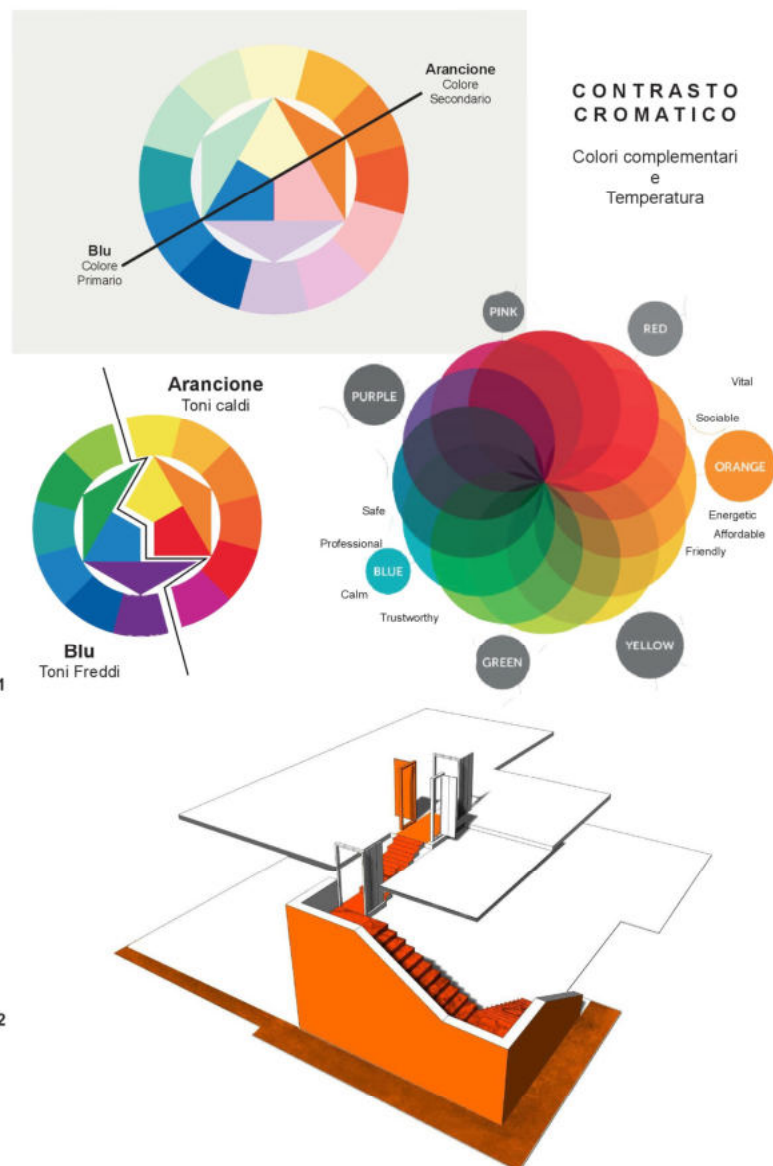 Arancione
Colore
Secondario
CONTRASTO
CROMATICO
Colori complementari
e
Temperatura
Blu
Colore
Primario
PINK
RED
Arancione
Toni caldi
PURPLE
Vital
Sociable
ORANGE
Safe
Energetic
Affordable
Professional
Friendly
BLUE
Calm
Trustworthy
Blu
Toni Freddi
GREEN
YELLOW
1
2